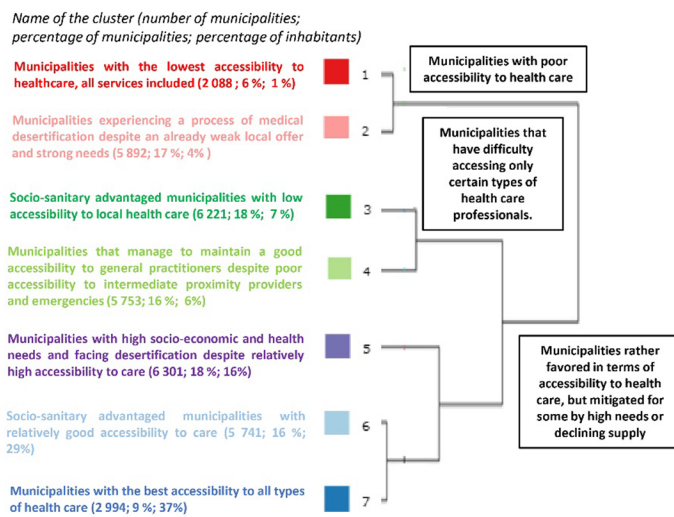 Name of the cluster (number of municipalities;
percentage of municipalities; percentage of inhabitants)
Municipalities with the lowest accessibility to
healthcare, all services included (2 088 ; 6 %; 1 %)
1
Municipalities with poor
accessibility to health care
Municipalities experiencing a process of medical
desertification despite an already weak local offer
and strong needs (5 892; 17 %; 4% )
2
Municipalities that
have difficulty
accessing only
certain types of
health care
professionals.
Socio-sanitary advantaged municipalities with low
accessibility to local health care (6 221; 18 %; 7 %)
3
Municipalities that manage to maintain a good
accessibility to general practitioners despite poor
accessibility to intermediate proximity providers
and emergencies (5 753; 16 %; 6%)
4
Municipalities with high socio-economic and health
needs and facing desertification despite relatively
high accessibility to care (6 301; 18 %; 16%)
5
Municipalities rather
favored in terms of
accessibility to health
care, but mitigated for
some by high needs or
declining supply
Socio-sanitary advantaged municipalities with
relatively good accessibility to care (5 741; 16 %;
29%)
6
Municipalities with the best accessibility to all types
of health care (2 994; 9 %; 37%)
7